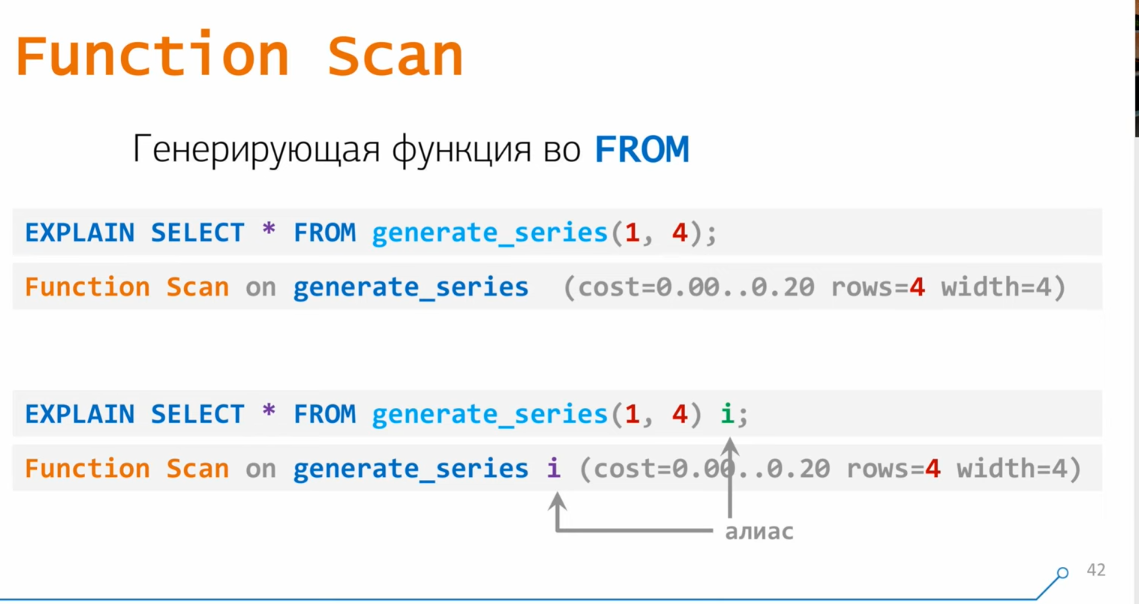 Function Scan
Генерирующая функция во FROM
EXPLAIN SELECT * FROM generate_series(1, 4);
Function Scan on generate_series  (cost=0.00..0.20 rows=4 width=4)
EXPLAIN SELECT * FROM generate_series(1, 4) i;
Function Scan on generate_series i (cost=0.00..0.20 rows=4 width=4)
алиас
42